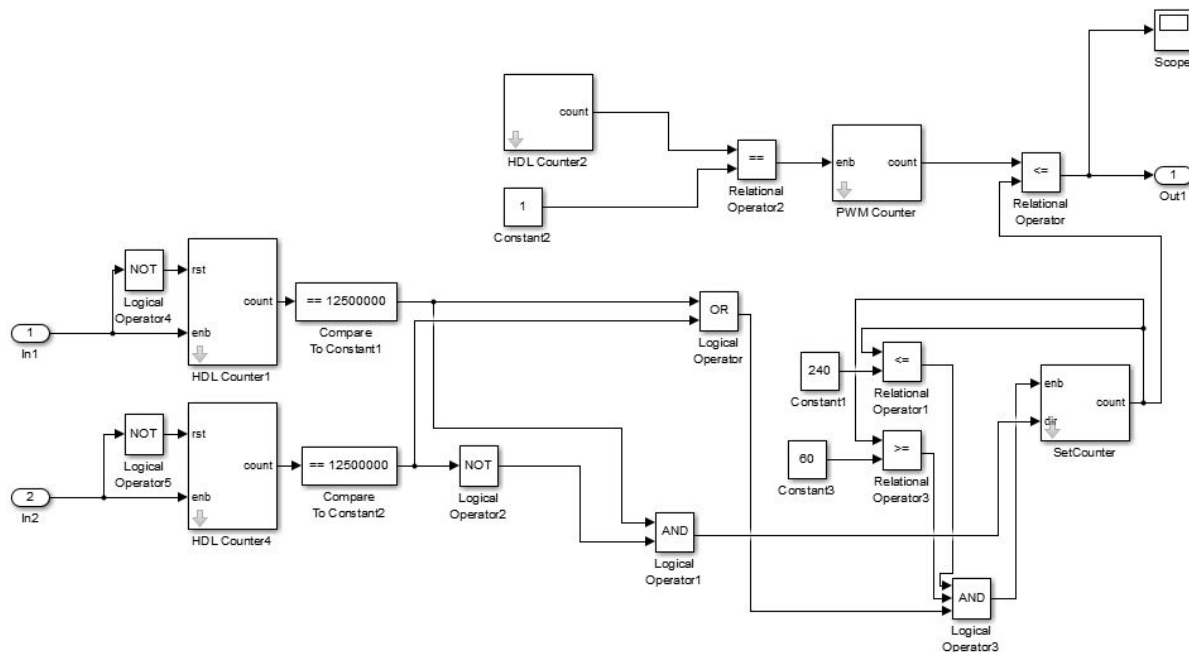 Scope
count
HDL Counter2
1
Constant2
==
Relational
Operator2
enb
count
PWM Counter
<=
Relational
Operator
1
Out1
1
In1
NOT
Logical
Operator4
rst
count
enb
HDL Counter1
== 12500000
Compare
To Constant1
OR
Logical
Operator
240
Constant1
<=
Relational
Operator1
60
Constant3
>=
Relational
Operator3
enb
count
dir
SetCounter
2
In2
NOT
Logical
Operator5
rst
count
enb
HDL Counter4
== 12500000
Compare
To Constant2
NOT
Logical
Operator2
AND
Logical
Operator1
AND
Logical
Operator3